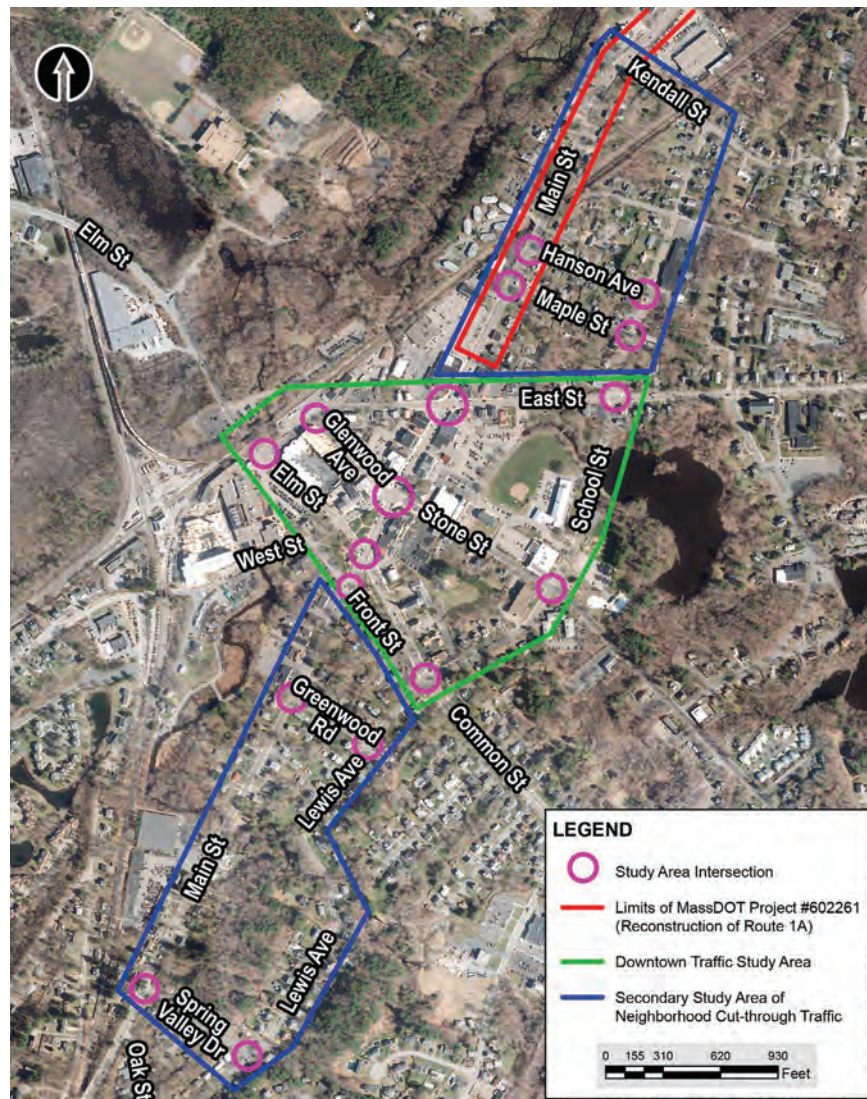 Kendall St
Main St
Elm St
Hanson Ave
Maple St
East St
Glenwood
Ave
Elm St
Stone St
School St
West St
Front St
Greenwood
Rd
Common St
Lewis Ave
Main St
Lewis Ave
Spring
Valley Dr
Oak St
LEGEND
Study Area Intersection
Limits of MassDOT Project #602261
(Reconstruction of Route 1A)
Downtown Traffic Study Area
Secondary Study Area of
Neighborhood Cut-through Traffic
0 155 310 620 930
Feet